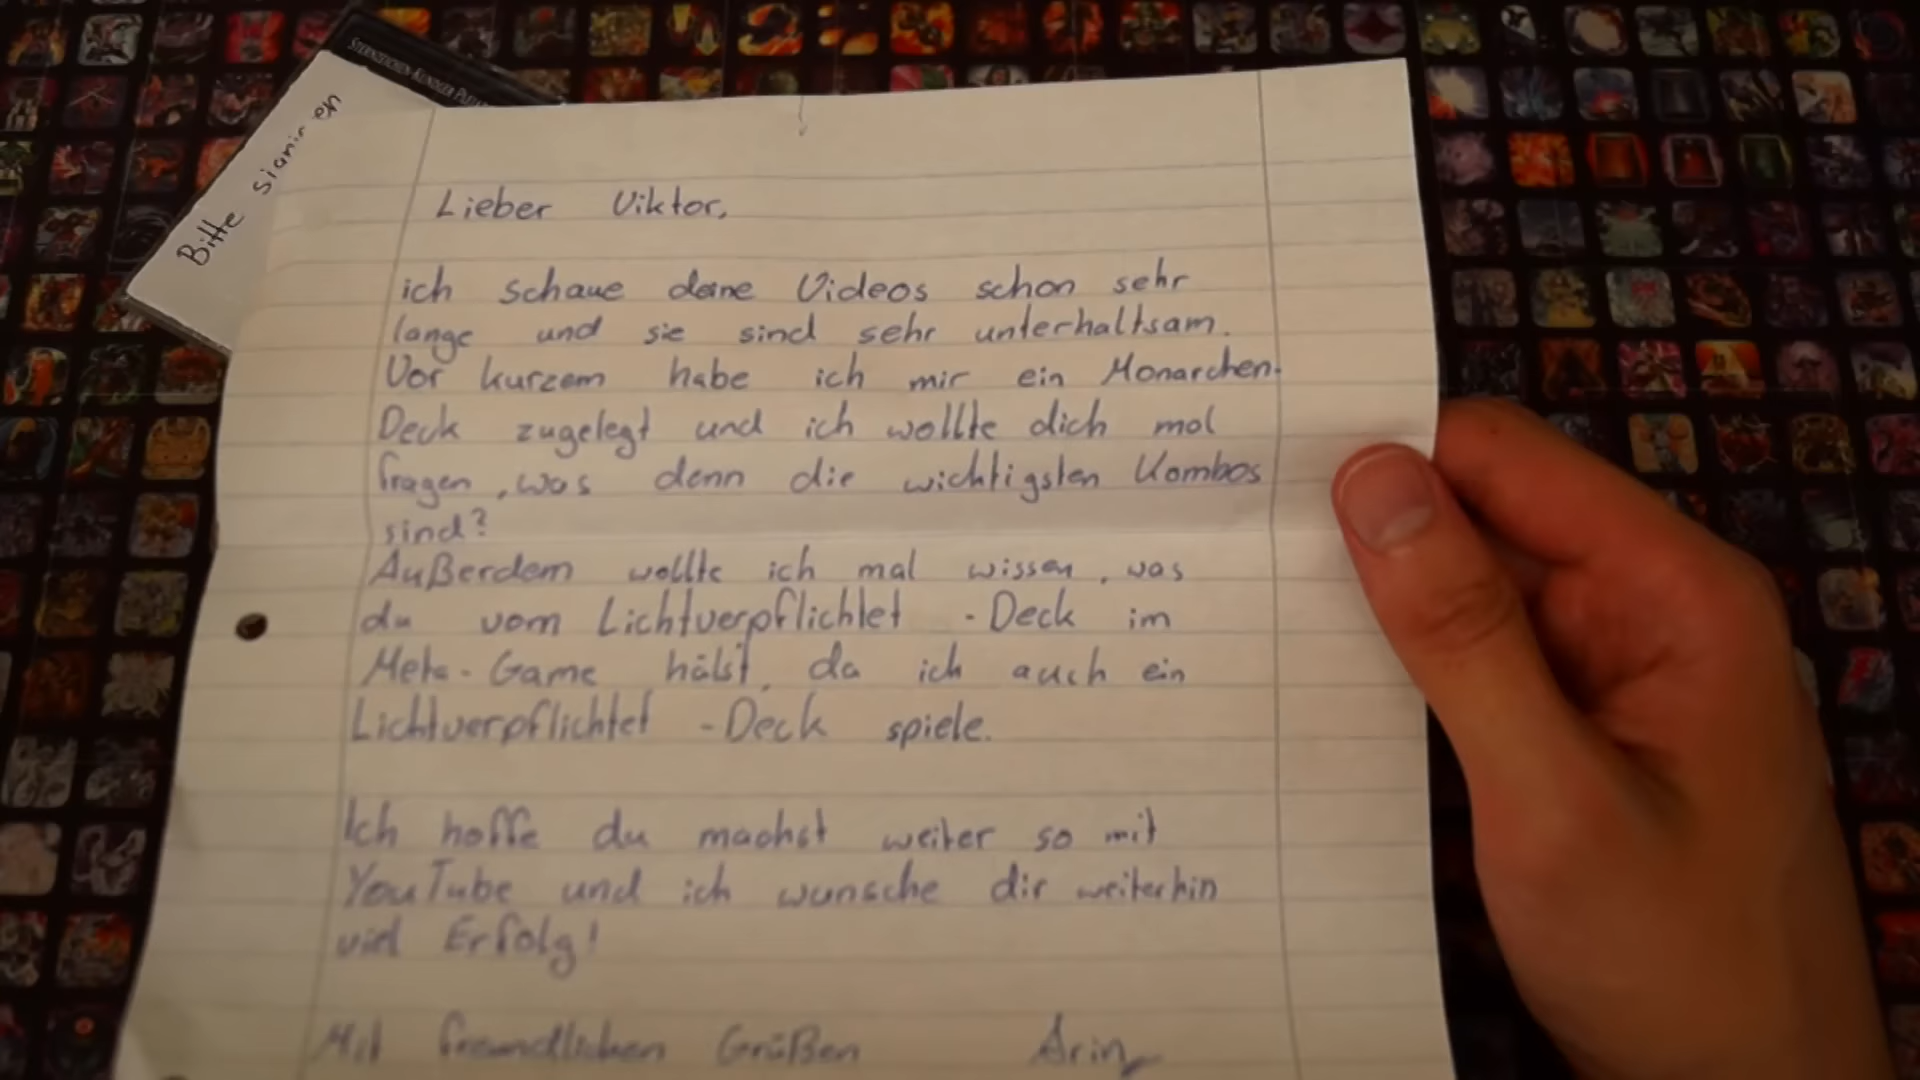 Bitte signieren
Lieber Viktor,
ich schaue deine Videos schon sehr
lange und sie sind sehr unterhaltsam.
Vor kurzem habe ich mir ein Monarchen-
Deck zugelegt und ich wollte dich mal
fragen, was denn die wichtigsten Kombos
sind?
Außerdem wollte ich mal wissen, was
du vom Lichtverpflichtet - Deck im
Meta-Game hälst, da ich auch ein
Lichtverpflichtet - Deck spiele.
Ich hoffe du machst weiter so mit
YouTube und ich wünsche dir weiterhin
viel Erfolg!
Mit freundlichen Grüßen Arin